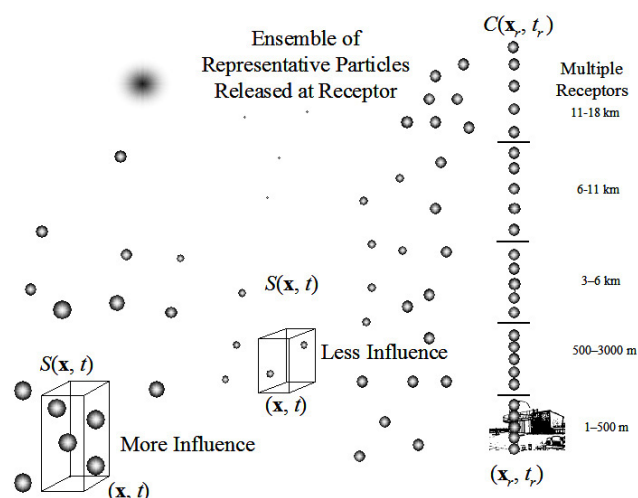 C(x_r, t_r)
Ensemble of
Representative Particles
Released at Receptor
Multiple
Receptors
11-18 km
6-11 km
3–6 km
S(x, t)
500–3000 m
Less Influence
S(x, t)
(x, t)
1–500 m
More Influence
(x_r, t_r)
(x, t)